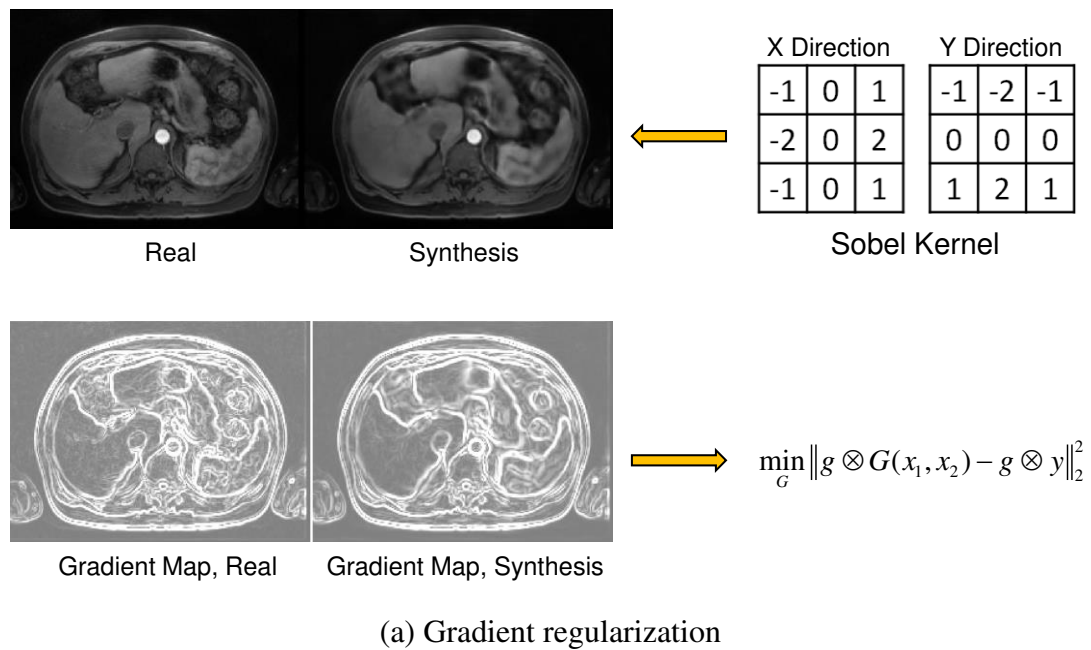 X Direction Y Direction
-1 0 1 -1 -2 -1
-2 0 2 0 0 0
-1 0 1 1 2 1
Real Synthesis Sobel Kernel
min_G ‖g ⊗ G(x₁, x₂) − g ⊗ y‖₂²
Gradient Map, Real Gradient Map, Synthesis
(a) Gradient regularization